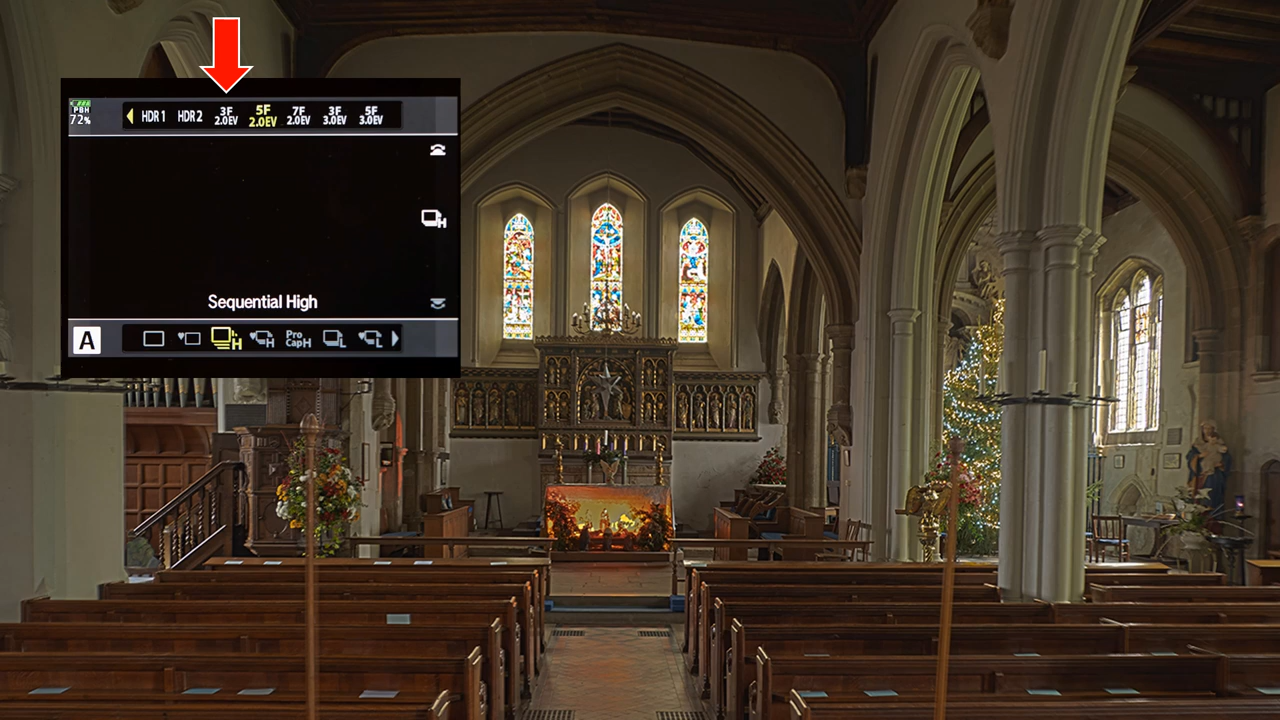 PBH
72%
HDR1 HDR2 3F 5F 7F 3F 5F
2.0EV 2.0EV 2.0EV 3.0EV 3.0EV
H
Sequential High
A
H H Pro L L
CapH